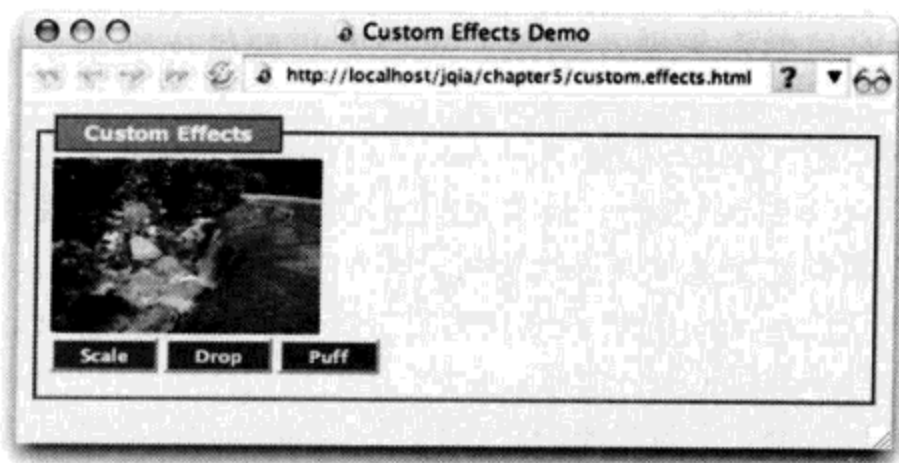 Custom Effects Demo
http://localhost/jqia/chapter5/custom.effects.html ?
Custom Effects
Scale Drop Puff